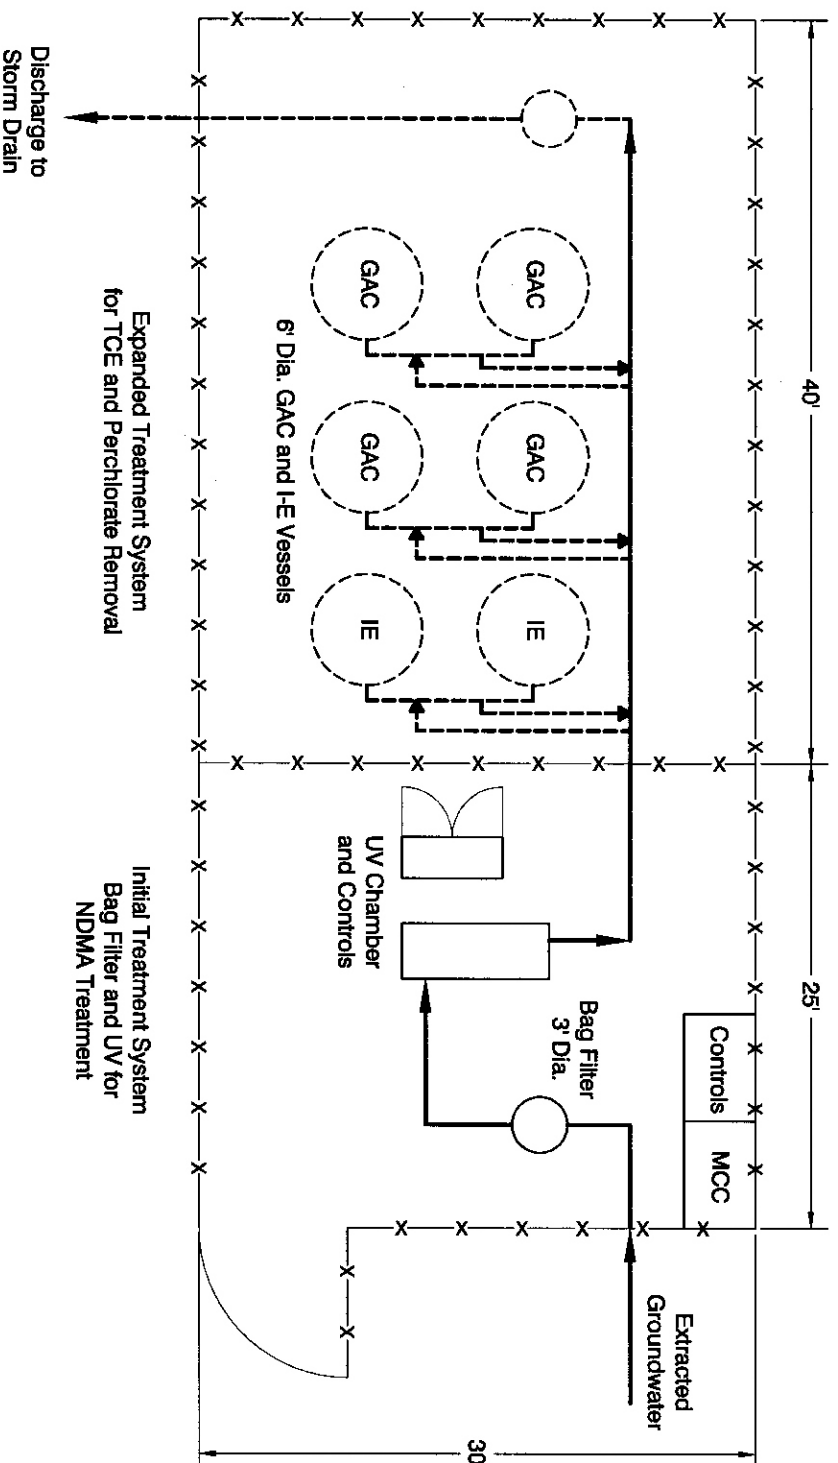 40'
25'
Controls
MCC
Extracted
Groundwater
Bag Filter
3' Dia.
GAC
GAC
IE
30
UV Chamber
and Controls
GAC
GAC
IE
6' Dia. GAC and I-E Vessels
Expanded Treatment System
for TCE and Perchlorate Removal
Initial Treatment System
Bag Filter and UV for
NDMA Treatment
Discharge to
Storm Drain